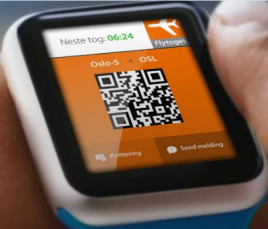 Neste tog: 06:24
Flytoget
Oslo-S OSL
Kvittering
Send melding